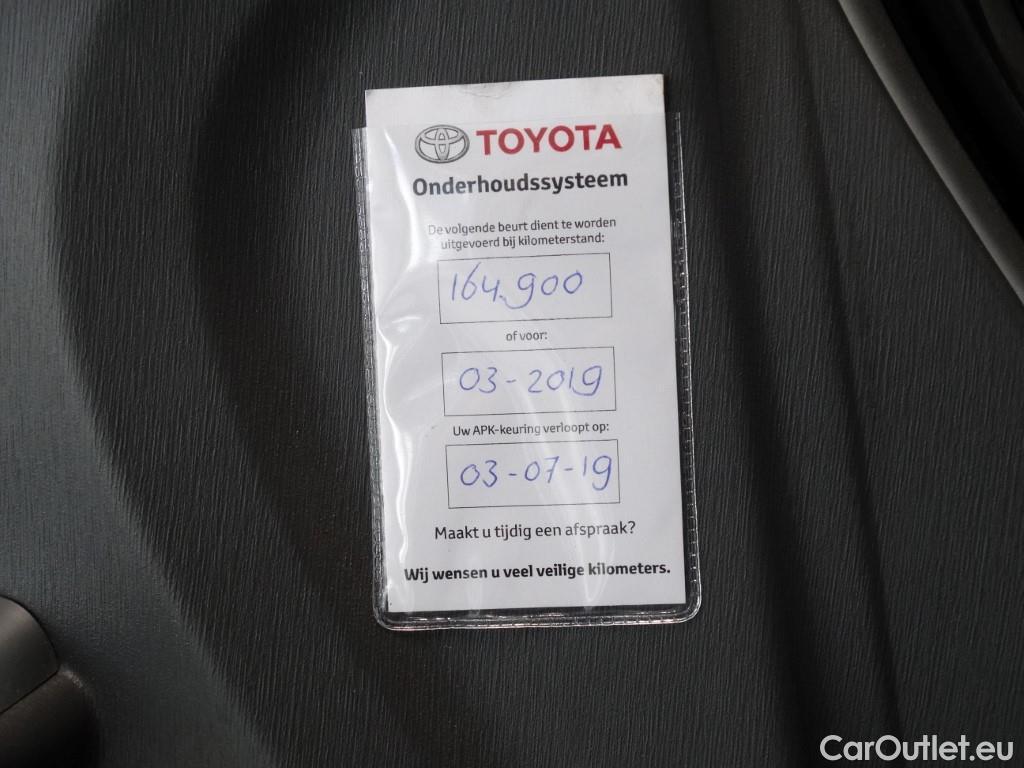 TOYOTA
Onderhoudssysteem
De volgende beurt dient te worden
uitgevoerd bij kilometerstand:
164.900
of voor:
03-2019
Uw APK-keuring verloopt op:
03-07-19
Maakt u tijdig een afspraak?
Wij wensen u veel veilige kilometers.
CarOutlet.eu